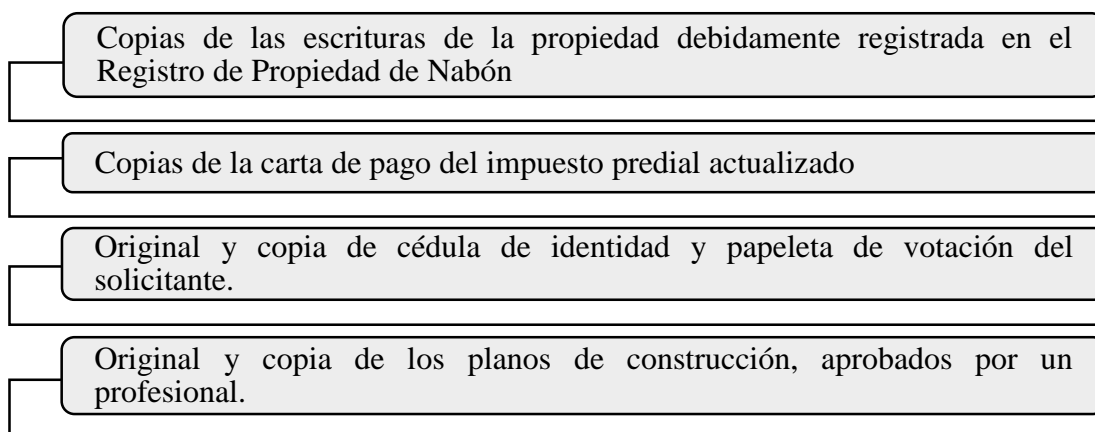 Copias de las escrituras de la propiedad debidamente registrada en el
Registro de Propiedad de Nabón
Copias de la carta de pago del impuesto predial actualizado
Original y copia de cédula de identidad y papeleta de votación del
solicitante.
Original y copia de los planos de construcción, aprobados por un
profesional.